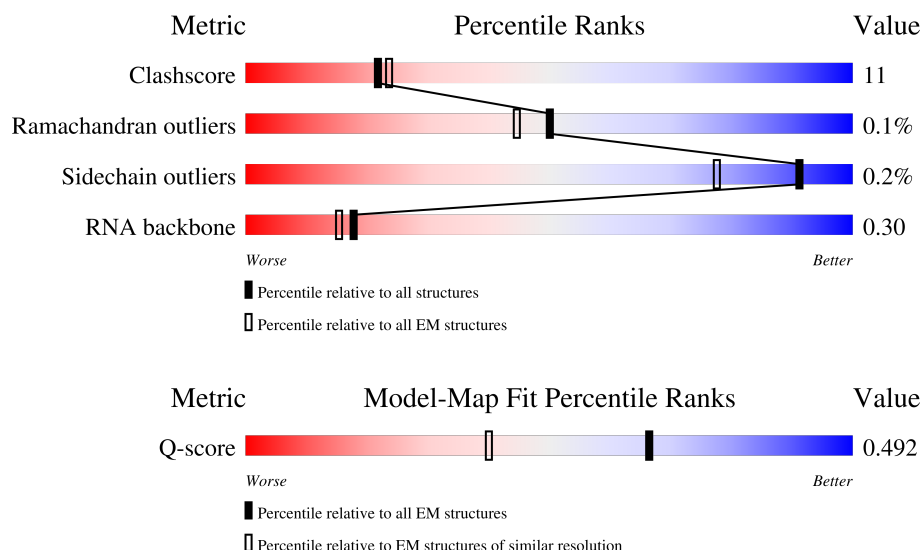 Metric Percentile Ranks Value
Clashscore 11
Ramachandran outliers 0.1%
Sidechain outliers 0.2%
RNA backbone 0.30
Worse Better
Percentile relative to all structures
Percentile relative to all EM structures
Metric Model-Map Fit Percentile Ranks Value
Q-score 0.492
Worse Better
Percentile relative to all EM structures
Percentile relative to EM structures of similar resolution